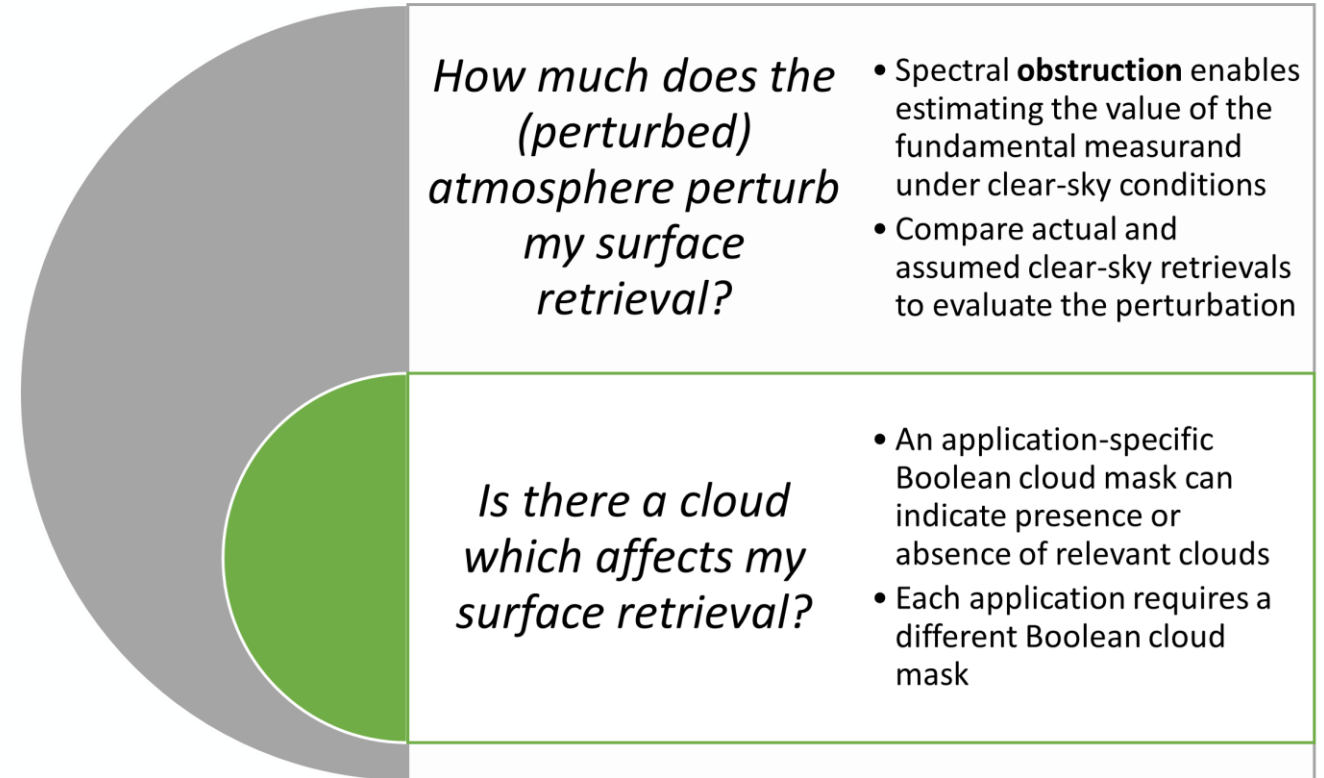 How much does the
(perturbed)
atmosphere perturb
my surface
retrieval?
• Spectral obstruction enables
estimating the value of the
fundamental measurand
under clear-sky conditions
• Compare actual and
assumed clear-sky retrievals
to evaluate the perturbation
Is there a cloud
which affects my
surface retrieval?
• An application-specific
Boolean cloud mask can
indicate presence or
absence of relevant clouds
• Each application requires a
different Boolean cloud
mask